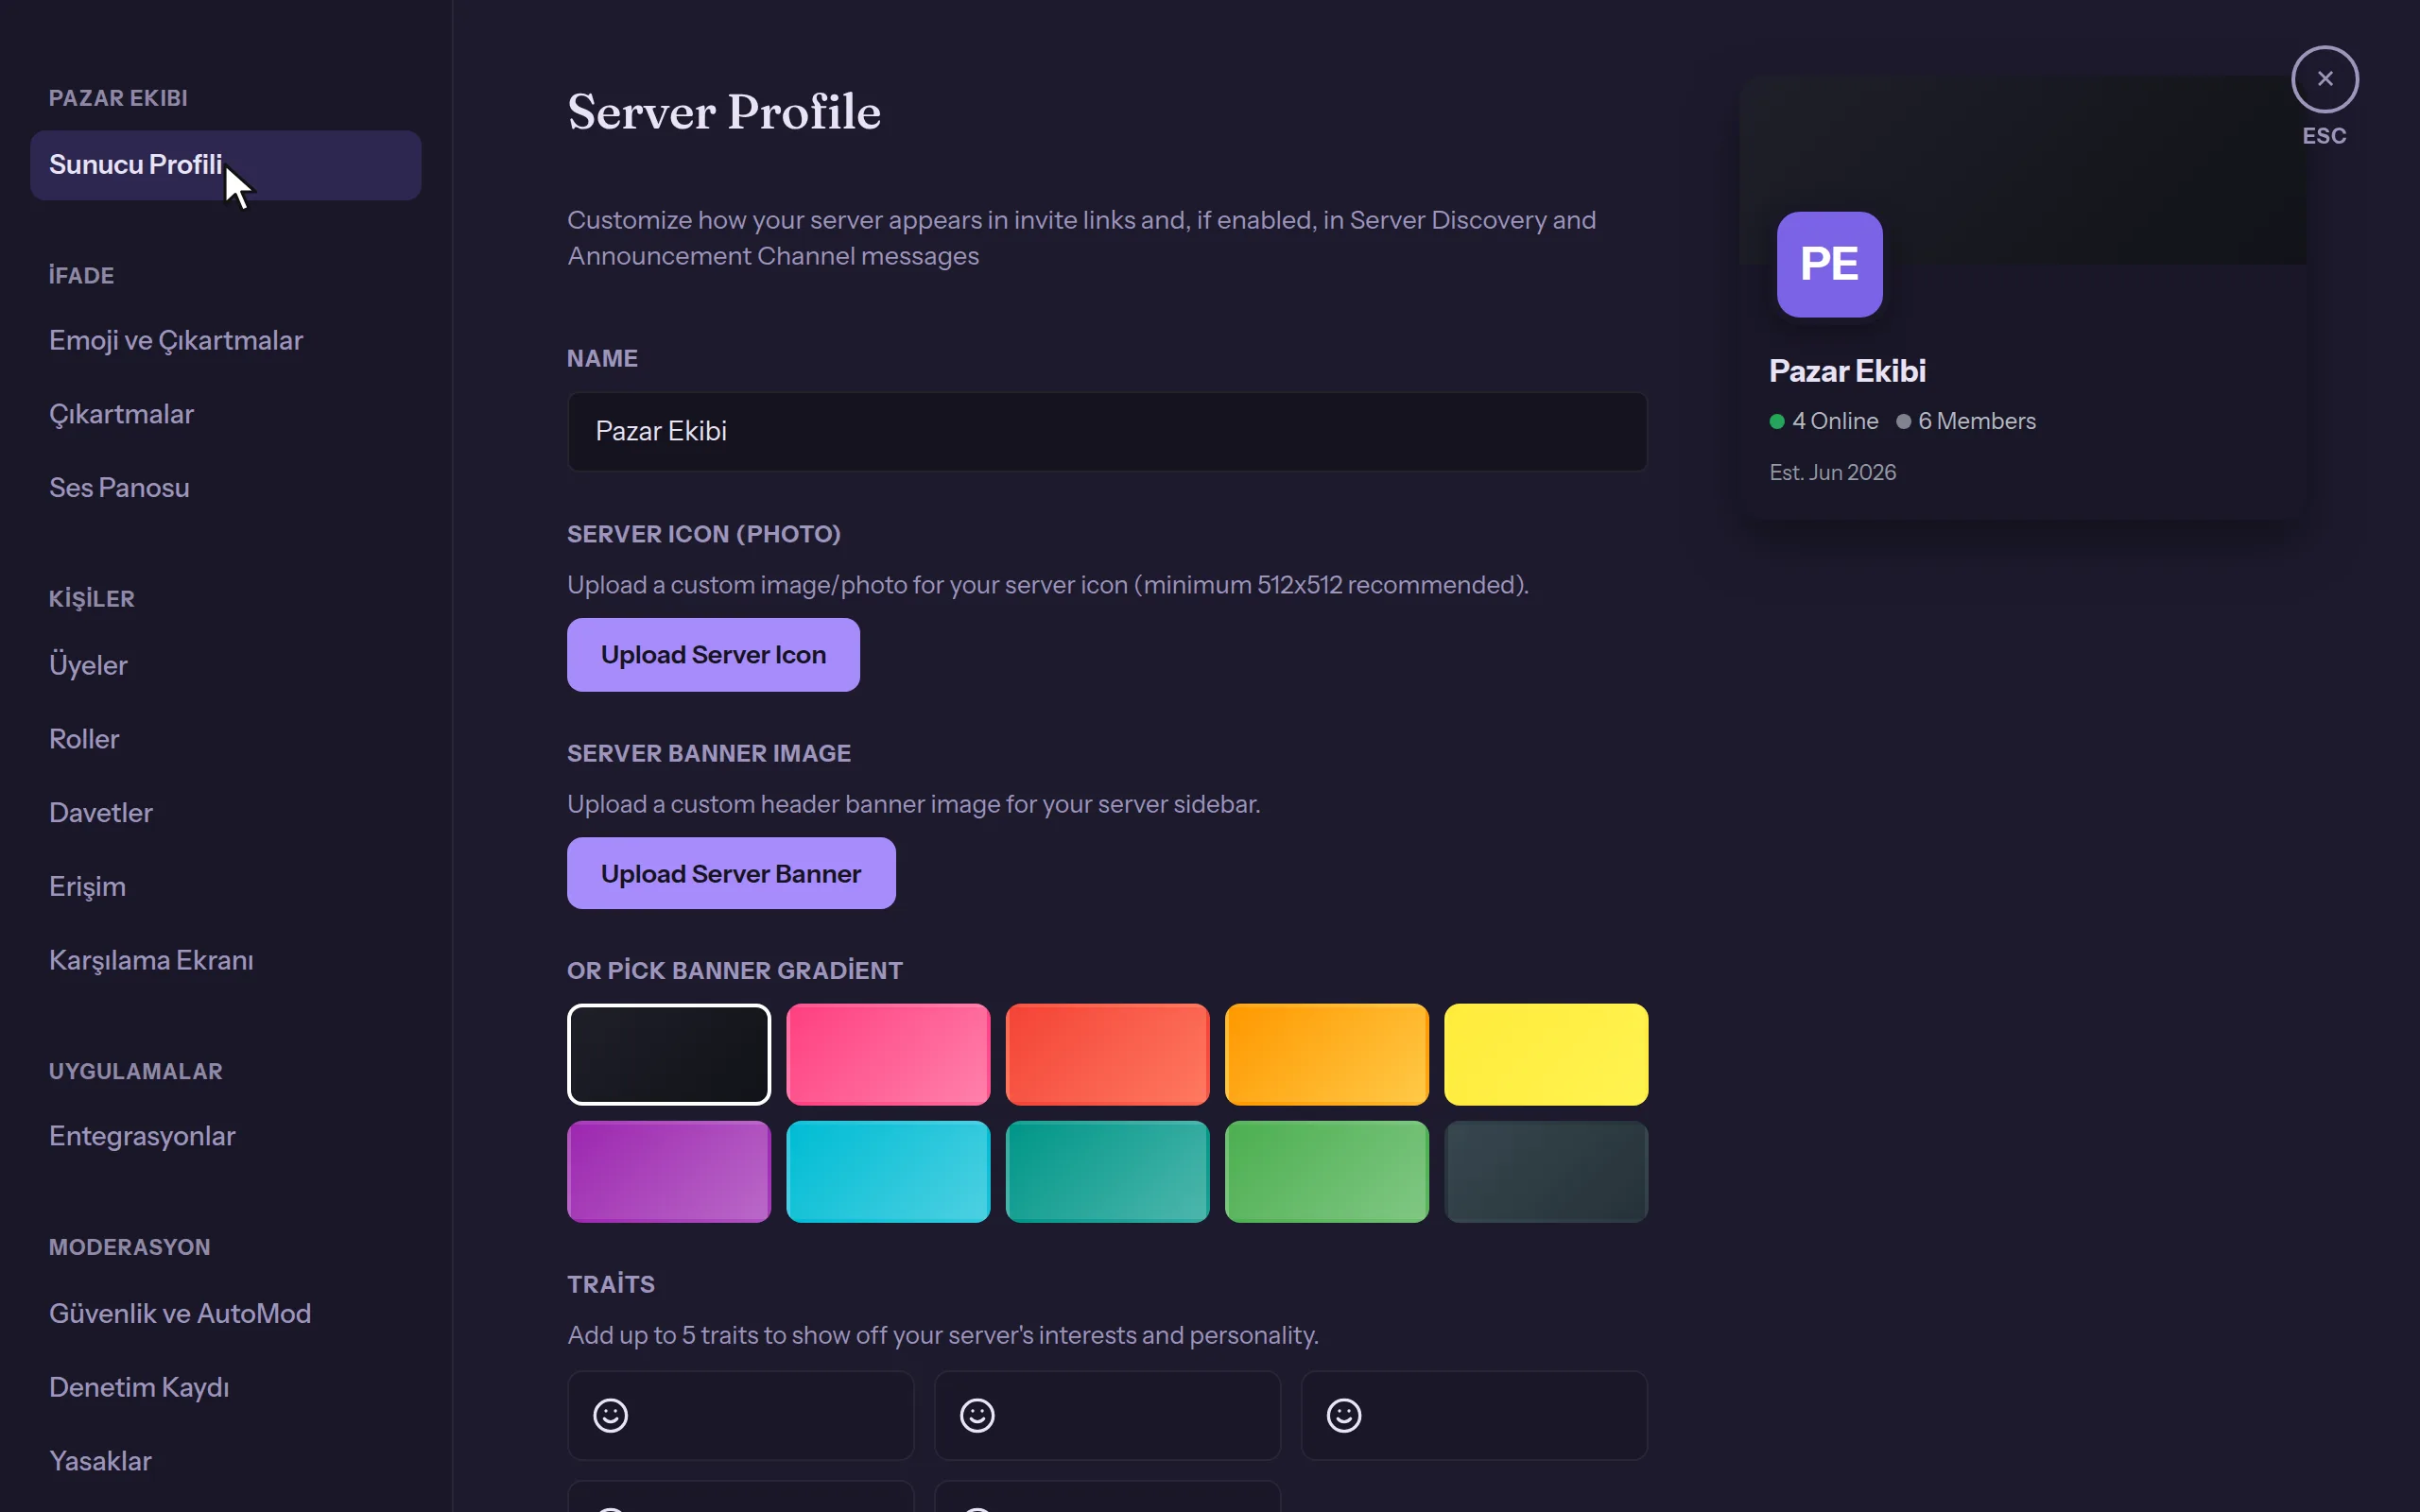 PAZAR EKIBI
Sunucu Profili
İFADE
Emoji ve Çıkartmalar
Çıkartmalar
Ses Panosu
KİŞİLER
Üyeler
Roller
Davetler
Erişim
Karşılama Ekranı
UYGULAMALAR
Entegrasyonlar
MODERASYON
Güvenlik ve AutoMod
Denetim Kaydı
Yasaklar
Server Profile
Customize how your server appears in invite links and, if enabled, in Server Discovery and
Announcement Channel messages
NAME
Pazar Ekibi
SERVER ICON (PHOTO)
Upload a custom image/photo for your server icon (minimum 512x512 recommended).
Upload Server Icon
SERVER BANNER IMAGE
Upload a custom header banner image for your server sidebar.
Upload Server Banner
OR PİCK BANNER GRADİENT
TRAİTS
Add up to 5 traits to show off your server's interests and personality.
ESC
PE
Pazar Ekibi
4 Online 6 Members
Est. Jun 2026